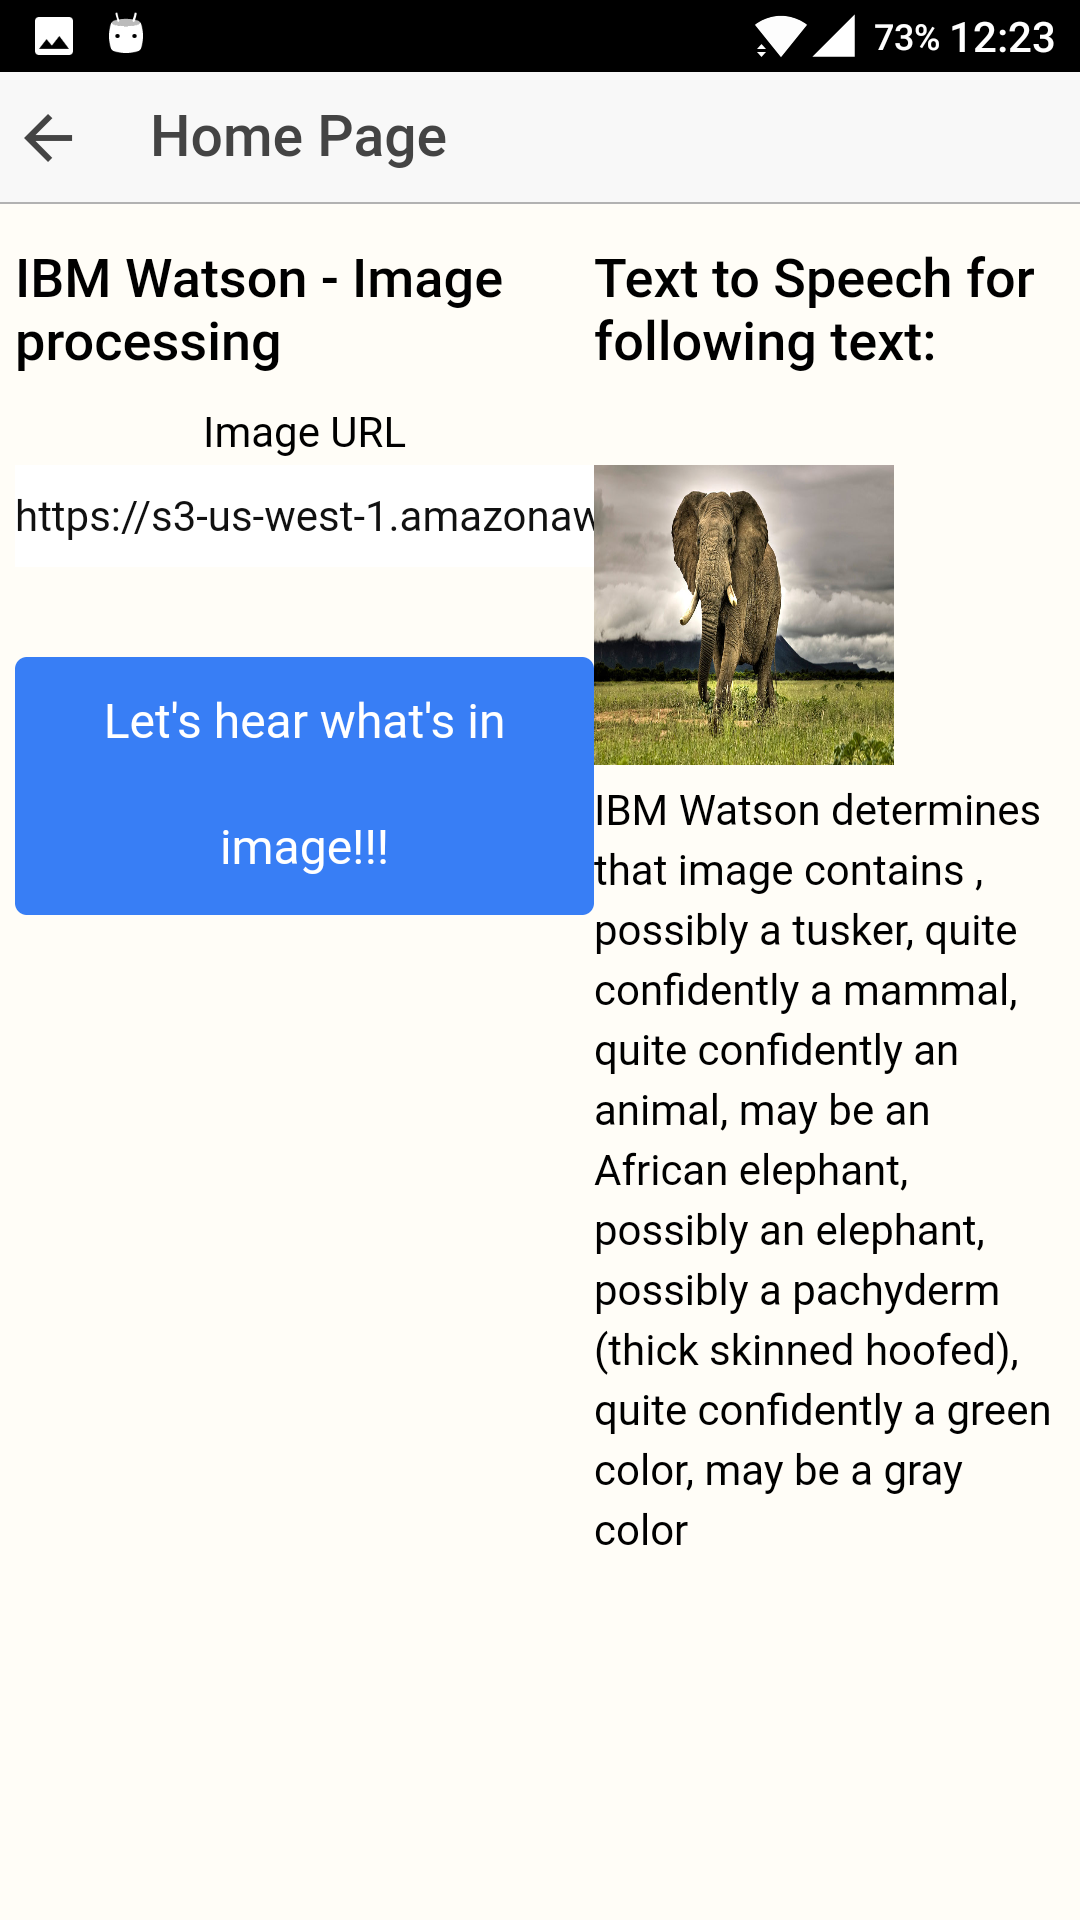 73% 12:23
Home Page
IBM Watson - Image
processing
Image URL
https://s3-us-west-1.amazonaw
Let's hear what's in
image!!!
Text to Speech for
following text:
IBM Watson determines
that image contains ,
possibly a tusker, quite
confidently a mammal,
quite confidently an
animal, may be an
African elephant,
possibly an elephant,
possibly a pachyderm
(thick skinned hoofed),
quite confidently a green
color, may be a gray
color